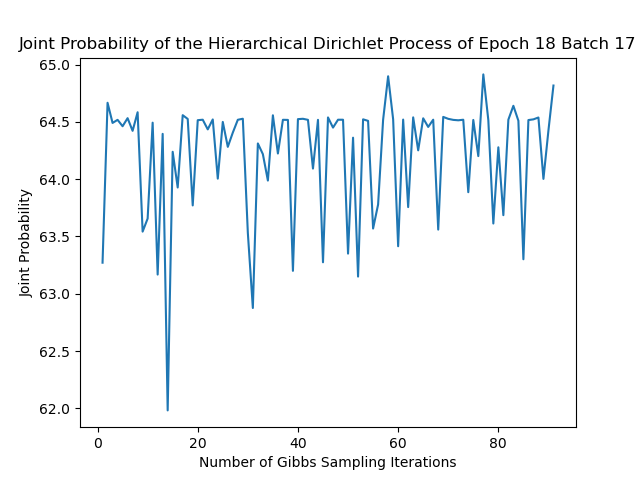 Joint Probability of the Hierarchical Dirichlet Process of Epoch 18 Batch 17
65.0
64.5
64.0
63.5
63.0
62.5
62.0
Joint Probability
0 20 40 60 80
Number of Gibbs Sampling Iterations